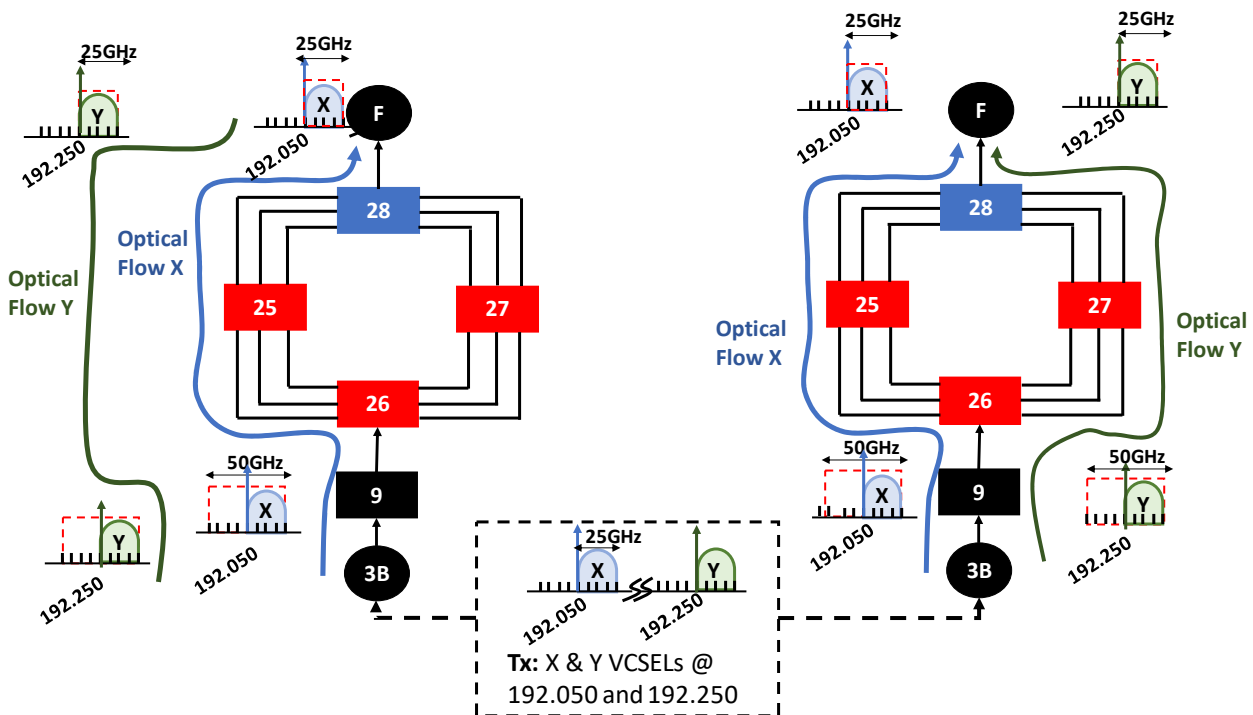 25GHz
Y
192.250
25GHz
X
192.050
F
28
Optical
Flow X
Optical
Flow Y
25
27
26
50GHz
X
192.050
9
Y
192.250
3B
25GHz
X
192.050
F
25GHz
Y
192.250
28
25
27
Optical
Flow X
Optical
Flow Y
26
50GHz
X
192.050
9
50GHz
Y
192.250
3B
25GHz
X
Y
192.050
192.250
Tx: X & Y VCSELs @
192.050 and 192.250